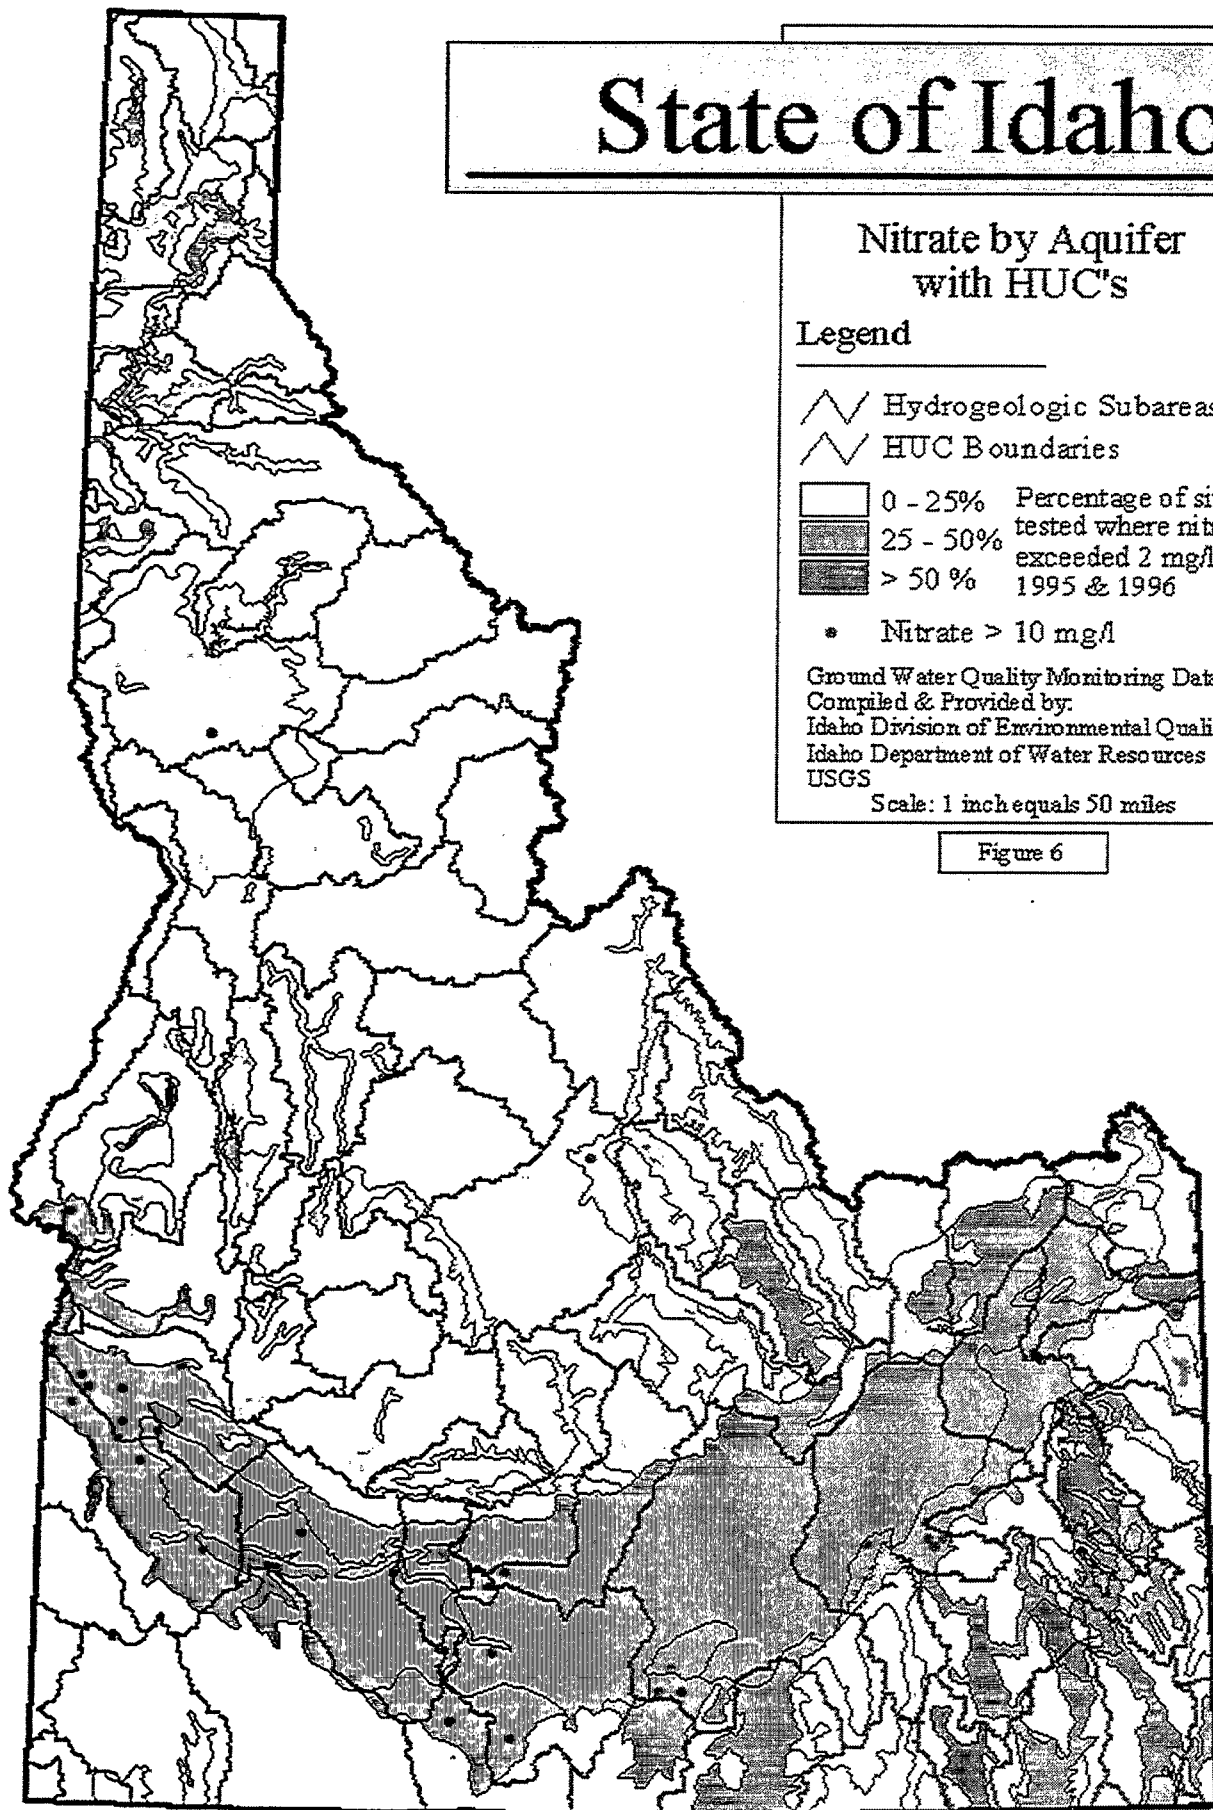 State of Idaho
Nitrate by Aquifer
with HUC's
Legend
Hydrogeologic Subareas
HUC Boundaries
0 - 25% Percentage of
25 - 50% tested where
> 50 % exceeded 2 mg/l
1995 & 1996
Nitrate > 10 mg/l
Ground Water Quality Monitoring Data
Compiled & Provided by:
Idaho Division of Environmental Quali
Idaho Department of Water Resources
USGS
Scale: 1 inch equals 50 miles
Figure 6